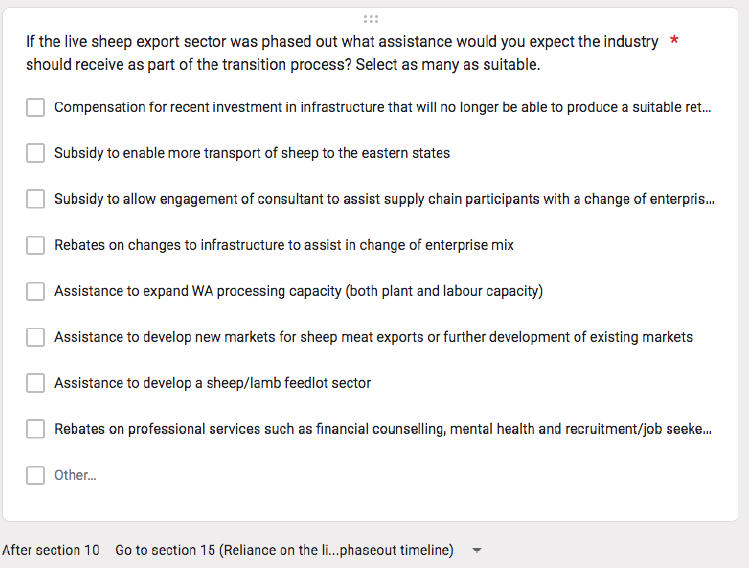 If the live sheep export sector was phased out what assistance would you expect the industry *
should receive as part of the transition process? Select as many as suitable.
Compensation for recent investment in infrastructure that will no longer be able to produce a suitable ret...
Subsidy to enable more transport of sheep to the eastern states
Subsidy to allow engagement of consultant to assist supply chain participants with a change of enterpris...
Rebates on changes to infrastructure to assist in change of enterprise mix
Assistance to expand WA processing capacity (both plant and labour capacity)
Assistance to develop new markets for sheep meat exports or further development of existing markets
Assistance to develop a sheep/lamb feedlot sector
Rebates on professional services such as financial counselling, mental health and recruitment/job seeke...
Other...
After section 10 Go to section 15 (Reliance on the li...phaseout timeline)